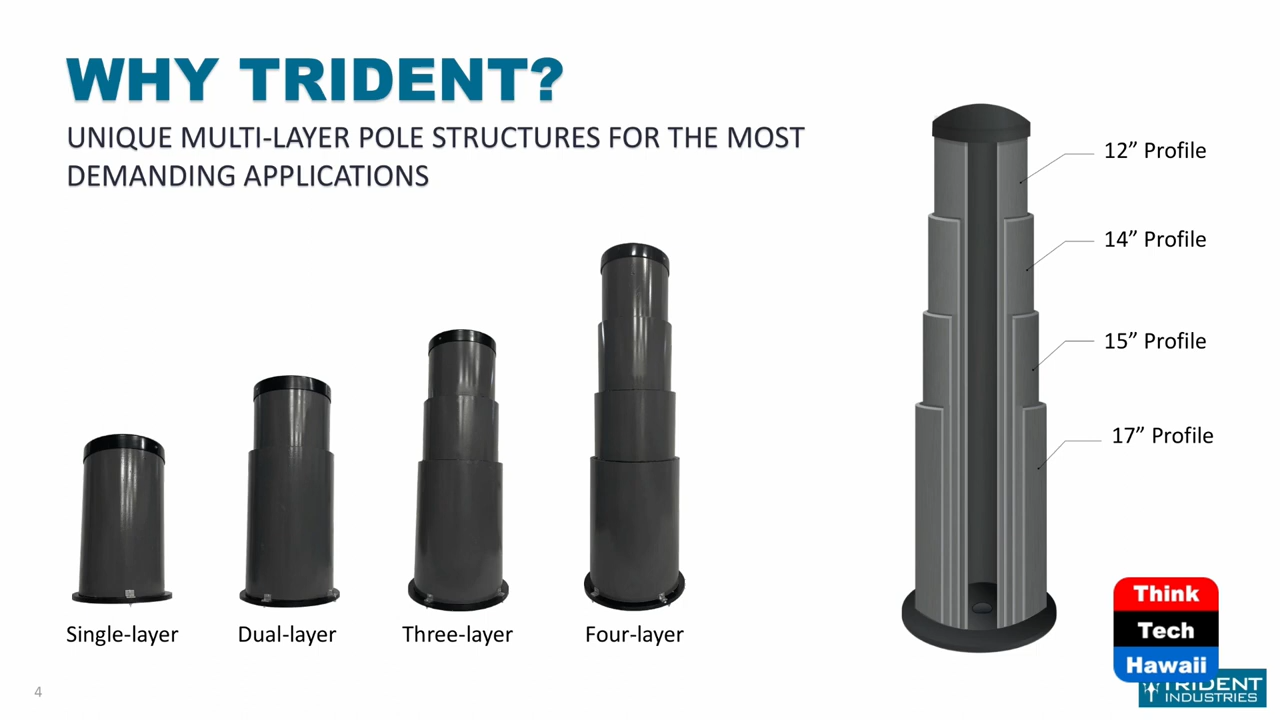 WHY TRIDENT?
UNIQUE MULTI-LAYER POLE STRUCTURES FOR THE MOST
DEMANDING APPLICATIONS
12” Profile
14” Profile
15” Profile
17” Profile
Single-layer
Dual-layer
Three-layer
Four-layer
Think
Tech
Hawaii
TRIDENT
INDUSTRIES
4